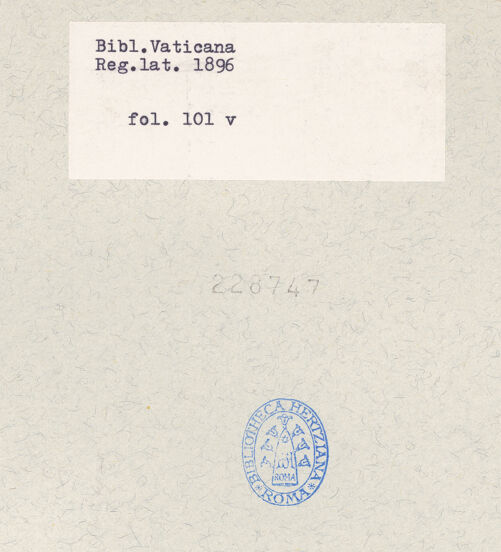 Bibl.Vaticana
Reg.lat. 1896
fol. 101 v
228747
BIBLIOTHECA HERTZIANA
ROMA
*ROMA*